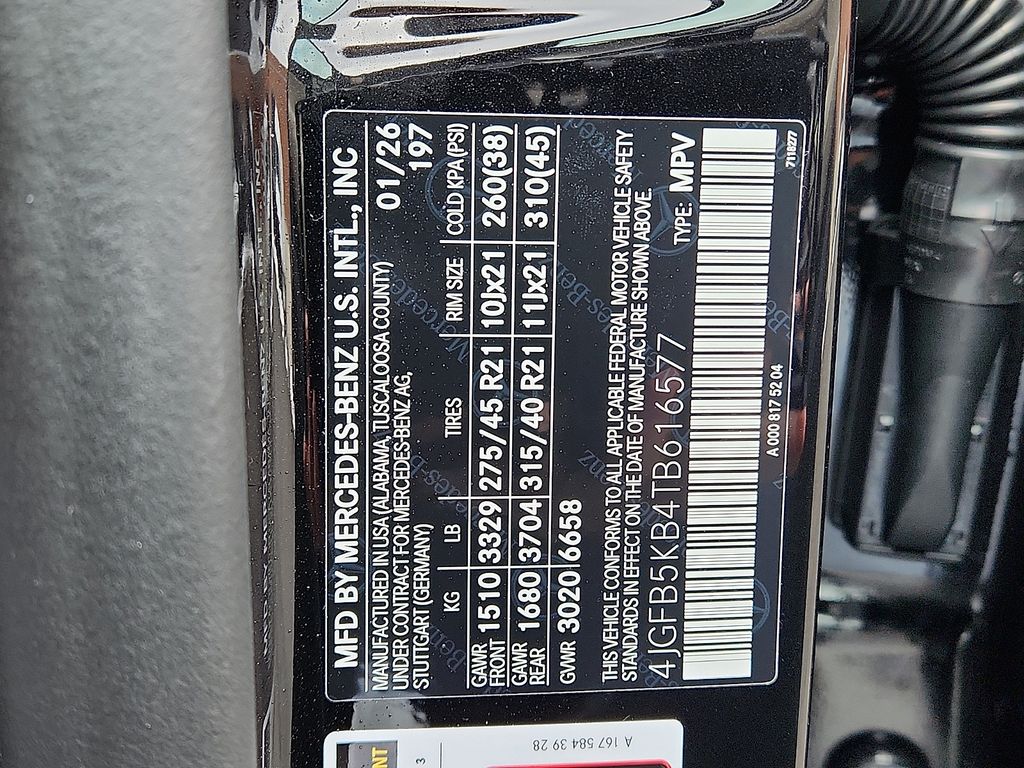 MFD BY MERCEDES-BENZ U.S. INTL., INC
MANUFACTURED IN USA (ALABAMA, TUSCALOOSA COUNTY) 01/26
UNDER CONTRACT FOR MERCEDES-BENZ AG, 197
STUTTGART (GERMANY)
KG LB TIRES RIM SIZE COLD KPA(PSI)
GAWR FRONT 1510 3329 275/45 R21 10Jx21 260(38)
GAWR REAR 1680 3704 315/40 R21 11Jx21 310(45)
GVWR 3020 6658
THIS VEHICLE CONFORMS TO ALL APPLICABLE FEDERAL MOTOR VEHICLE SAFETY
STANDARDS IN EFFECT ON THE DATE OF MANUFACTURE SHOWN ABOVE.
4JGFB5KB4TB616577 TYPE: MPV
A 000 817 52 04
7118277
A 167 584 39 28